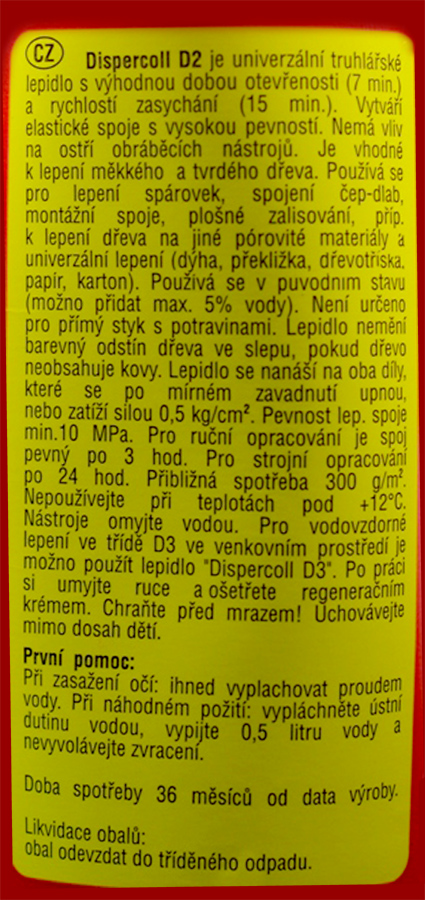 CZ Dispercoll D2 je univerzální truhlářské
lepidlo s výhodnou dobou otevřenosti (7 min.)
a rychlostí zasychání (15 min.). Vytváří
elastické spoje s vysokou pevností. Nemá vliv
na ostří obráběcích nástrojů. Je vhodné
k lepení měkkého a tvrdého dřeva. Používá se
pro lepení spárovek, spojení čep-dlab,
montážní spoje, plošné zalisování, příp.
k lepení dřeva na jiné pórovité materiály a
univerzální lepení (dýha, překližka, dřevotříska,
papír, karton). Používá se v puvodnim stavu
(možno přidat max. 5% vody). Není určeno
pro přímý styk s potravinami. Lepidlo nemění
barevný odstín dřeva ve slepu, pokud dřevo
neobsahuje kovy. Lepidlo se nanáší na oba díly,
které se po mírném zavadnutí upnou,
nebo zatíží silou 0,5 kg/cm². Pevnost lep. spoje
min.10 MPa. Pro ruční opracování je spoj
pevný po 3 hod. Pro strojní opracování
po 24 hod. Přibližná spotřeba 300 g/m².
Nepoužívejte při teplotách pod +12°C.
Nástroje omyjte vodou. Pro vodovzdorné
lepení ve třídě D3 ve venkovním prostředí je
možno použít lepidlo "Dispercoll D3". Po práci
si umyjte ruce a ošetřete regeneračním
krémem. Chraňte před mrazem! Uchovávejte
mimo dosah dětí.
První pomoc:
Při zasažení očí: ihned vyplachovat proudem
vody. Při náhodném požití: vypláchněte ústní
dutinu vodou, vypijte 0,5 litru vody a
nevyvolávejte zvracení.
Doba spotřeby 36 měsíců od data výroby.
Likvidace obalů:
obal odevzdat do tříděného odpadu.